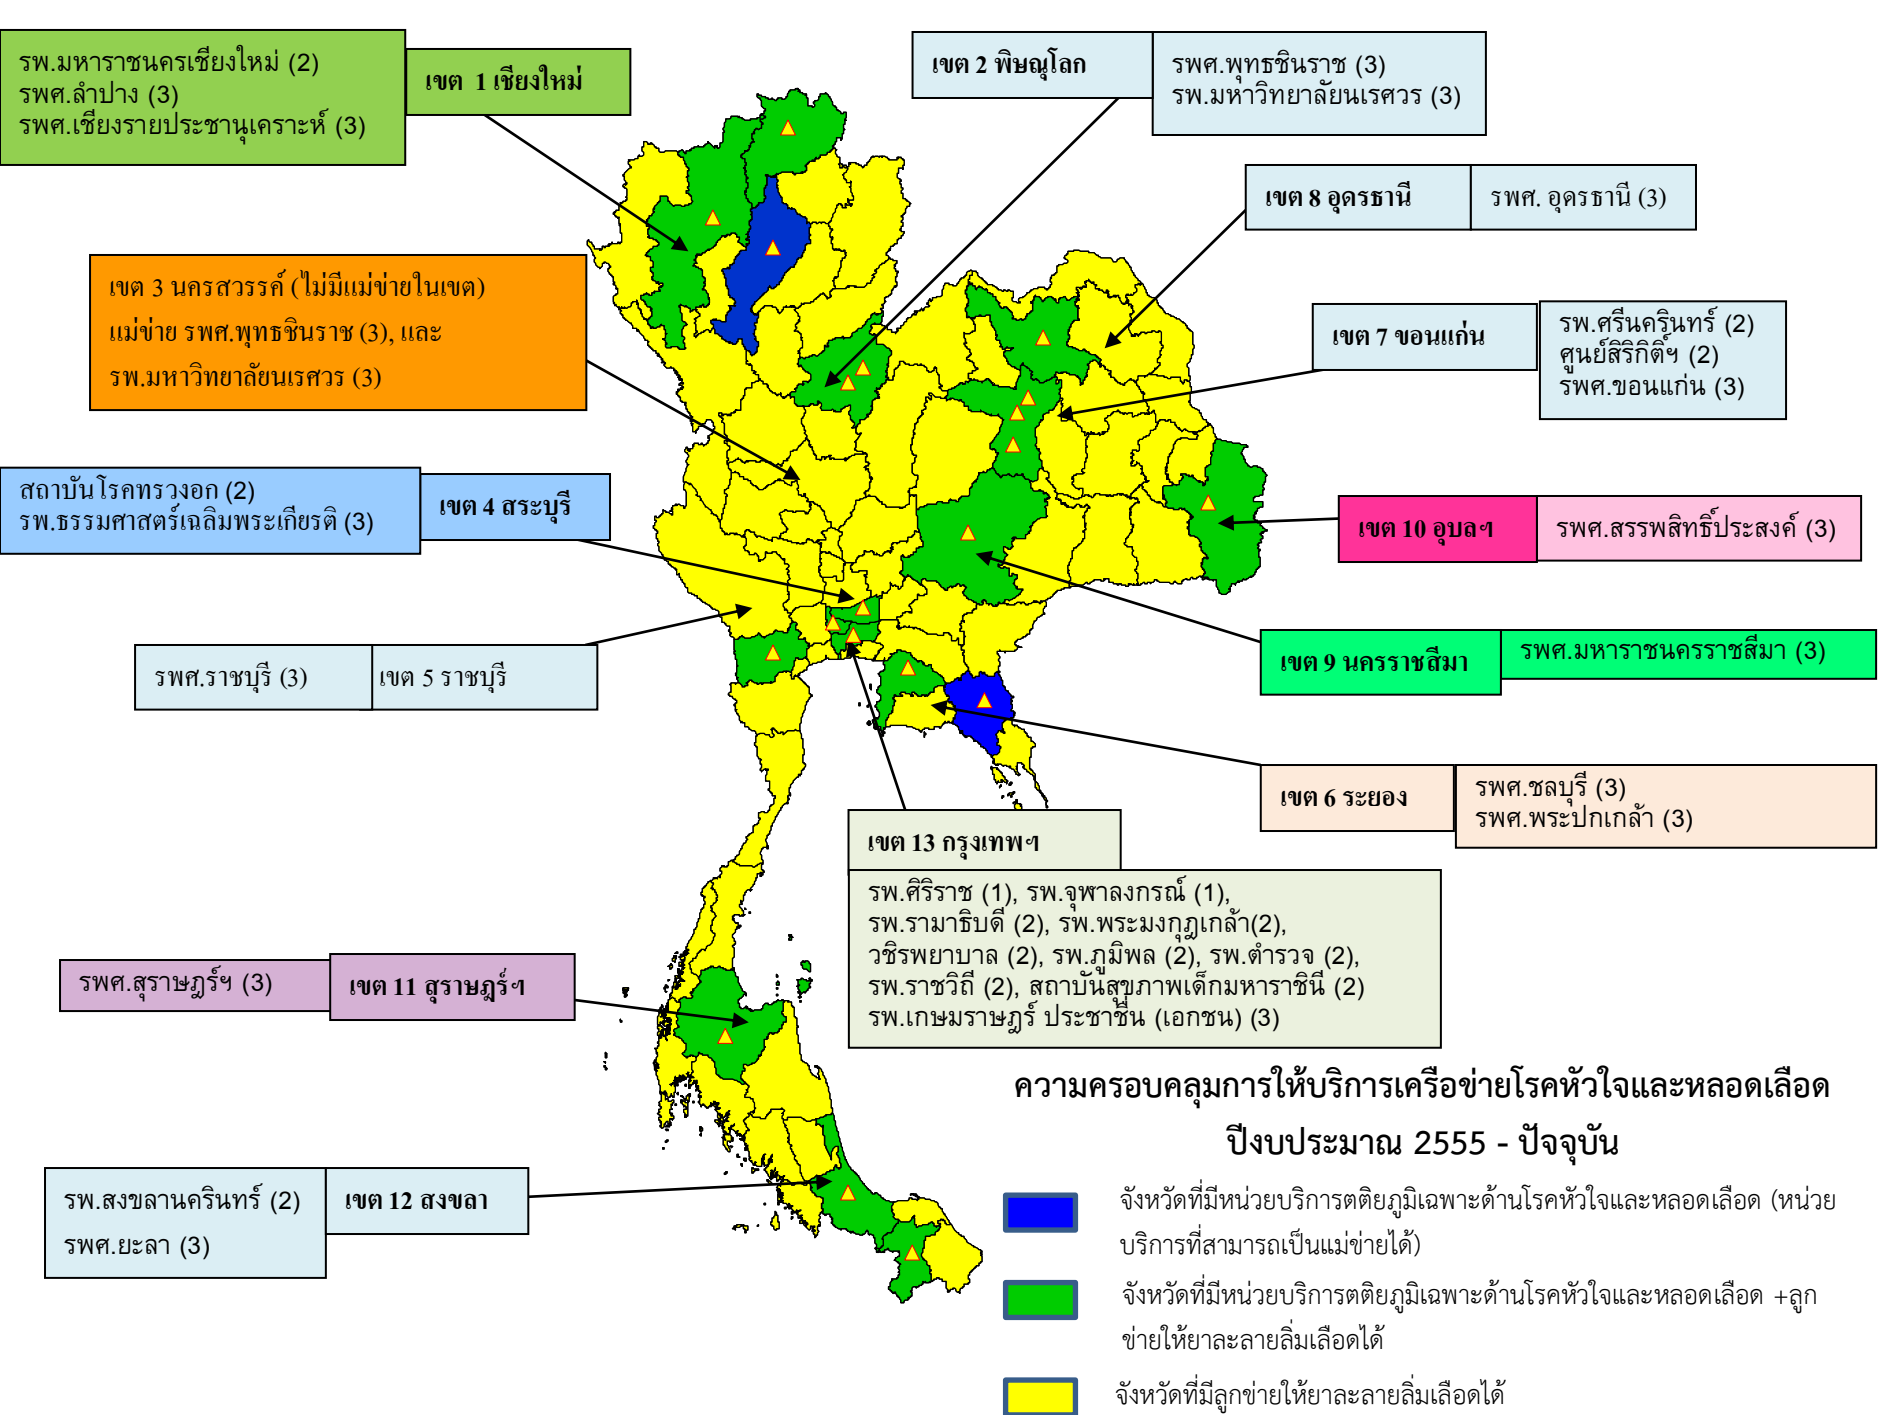 รพ.มหาราชนครเชียงใหม่ (2)
รพศ.ลำปาง (3)
รพศ.เชียงรายประชานุเคราะห์ (3)
เขต 1 เชียงใหม่
เขต 2 พิษณุโลก
รพศ.พุทธชินราช (3)
รพ.มหาวิทยาลัยนเรศวร (3)
เขต 8 อุดรธานี
รพศ. อุดรธานี (3)
เขต 3 นครสวรรค์ (ไม่มีแม่ข่ายในเขต)
แม่ข่าย รพศ.พุทธชินราช (3), และ
รพ.มหาวิทยาลัยนเรศวร (3)
เขต 7 ขอนแก่น
รพ.ศรีนครินทร์ (2)
ศูนย์สิริกิติ์ฯ (2)
รพศ.ขอนแก่น (3)
สถาบันโรคทรวงอก (2)
รพ.ธรรมศาสตร์เฉลิมพระเกียรติ (3)
เขต 4 สระบุรี
เขต 10 อุบลฯ
รพศ.สรรพสิทธิ์ประสงค์ (3)
รพศ.ราชบุรี (3)
เขต 5 ราชบุรี
เขต 9 นครราชสีมา
รพศ.มหาราชนครราชสีมา (3)
เขต 6 ระยอง
รพศ.ชลบุรี (3)
รพศ.พระปกเกล้า (3)
เขต 13 กรุงเทพฯ
รพ.ศิริราช (1), รพ.จุฬาลงกรณ์ (1),
รพ.รามาธิบดี (2), รพ.พระมงกุฎเกล้า(2),
วชิรพยาบาล (2), รพ.ภูมิพล (2), รพ.ตำรวจ (2),
รพ.ราชวิถี (2), สถาบันสุขภาพเด็กมหาราชินี (2)
รพ.เกษมราษฎร์ ประชาชื่น (เอกชน) (3)
รพศ.สุราษฎร์ฯ (3)
เขต 11 สุราษฎร์ฯ
รพ.สงขลานครินทร์ (2)
รพศ.ยะลา (3)
เขต 12 สงขลา
ความครอบคลุมการให้บริการเครือข่ายโรคหัวใจและหลอดเลือด
ปีงบประมาณ 2555 - ปัจจุบัน
จังหวัดที่มีหน่วยบริการตติยภูมิเฉพาะด้านโรคหัวใจและหลอดเลือด (หน่วย
บริการที่สามารถเป็นแม่ข่ายได้)
จังหวัดที่มีหน่วยบริการตติยภูมิเฉพาะด้านโรคหัวใจและหลอดเลือด +ลูก
ข่ายให้ยาละลายลิ่มเลือดได้
จังหวัดที่มีลูกข่ายให้ยาละลายลิ่มเลือดได้